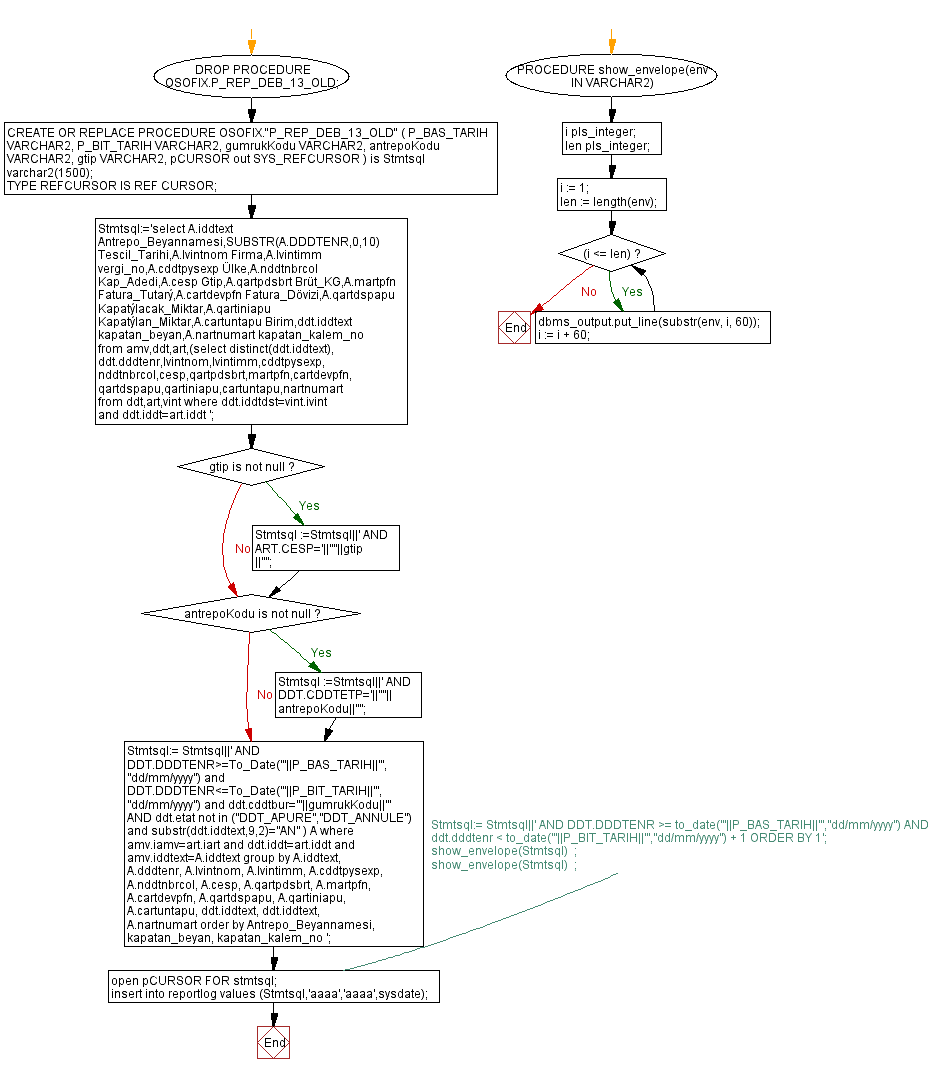 DROP PROCEDURE
OSOFIX.P_REP_DEB_13_OLD;
CREATE OR REPLACE PROCEDURE OSOFIX."P_REP_DEB_13_OLD" ( P_BAS_TARIH
VARCHAR2, P_BIT_TARIH VARCHAR2, gumrukKodu VARCHAR2, antrepoKodu
VARCHAR2, gtip VARCHAR2, pCURSOR out SYS_REFCURSOR ) is Stmtsql
varchar2(1500);
TYPE REFCURSOR IS REF CURSOR;
Stmtsql:='select A.iddtext
Antrepo_Beyannamesi,SUBSTR(A.DDDTENR,0,10)
Tescil_Tarihi,A.lvintnom Firma,A.lvintimm
vergi_no,A.cddtpysexp Ülke,A.nddtnbrcol
Kap_Adedi,A.cesp Gtip,A.qartpdsbrt Brüt_KG,A.martpfn
Fatura_Tutarý,A.cartdevpfn Fatura_Dövizi,A.qartdspapu
Kapatýlacak_Miktar,A.qartiniapu
Kapatýlan_Miktar,A.cartuntapu Birim,ddt.iddtext
kapatan_beyan,A.nartnumart kapatan_kalem_no
from amv,ddt,art,(select distinct(ddt.iddtext),
ddt.dddtenr,lvintnom,lvintimm,cddtpysexp,
nddtnbrcol,cesp,qartpdsbrt,martpfn,cartdevpfn,
qartdspapu,qartiniapu,cartuntapu,nartnumart
from ddt,art,vint where ddt.iddtdst=vint.ivint
and ddt.iddt=art.iddt ';
gtip is not null ?
Yes
No
Stmtsql :=Stmtsql||' AND
ART.CESP='||''''||gtip
||'''';
antrepoKodu is not null ?
Yes
No
Stmtsql :=Stmtsql||' AND
DDT.CDDTETP='||''''||
antrepoKodu||'''';
Stmtsql:= Stmtsql||' AND
DDT.DDDTENR>=To_Date('''||P_BAS_TARIH||''',
''dd/mm/yyyy'') and
DDT.DDDTENR<=To_Date('''||P_BIT_TARIH||''',
''dd/mm/yyyy'') and ddt.cddtbur='''||gumrukKodu||'''
AND ddt.etat not in (''DDT_APURE'',''DDT_ANNULE'')
and substr(ddt.iddtext,9,2)=''AN'' ) A where
amv.iamv=art.iart and ddt.iddt=art.iddt and
amv.iddtext=A.iddtext group by A.iddtext,
A.dddtenr, A.lvintnom, A.lvintimm, A.cddtpysexp,
A.nddtnbrcol, A.cesp, A.qartpdsbrt, A.martpfn,
A.cartdevpfn, A.qartdspapu, A.qartiniapu,
A.cartuntapu, ddt.iddtext, ddt.iddtext,
A.nartnumart order by Antrepo_Beyannamesi,
kapatan_beyan, kapatan_kalem_no ';
Stmtsql:= Stmtsql||' AND DDT.DDDTENR >= to_date('''||P_BAS_TARIH||''',''dd/mm/yyyy'') AND
ddt.dddtenr < to_date('''||P_BIT_TARIH||''',''dd/mm/yyyy'') + 1 ORDER BY 1';
show_envelope(Stmtsql) ;
show_envelope(Stmtsql) ;
open pCURSOR FOR stmtsql;
insert into reportlog values (Stmtsql,'aaaa','aaaa',sysdate);
End
PROCEDURE show_envelope(env
IN VARCHAR2)
i pls_integer;
len pls_integer;
i := 1;
len := length(env);
(i <= len) ?
No
Yes
End
dbms_output.put_line(substr(env, i, 60));
i := i + 60;